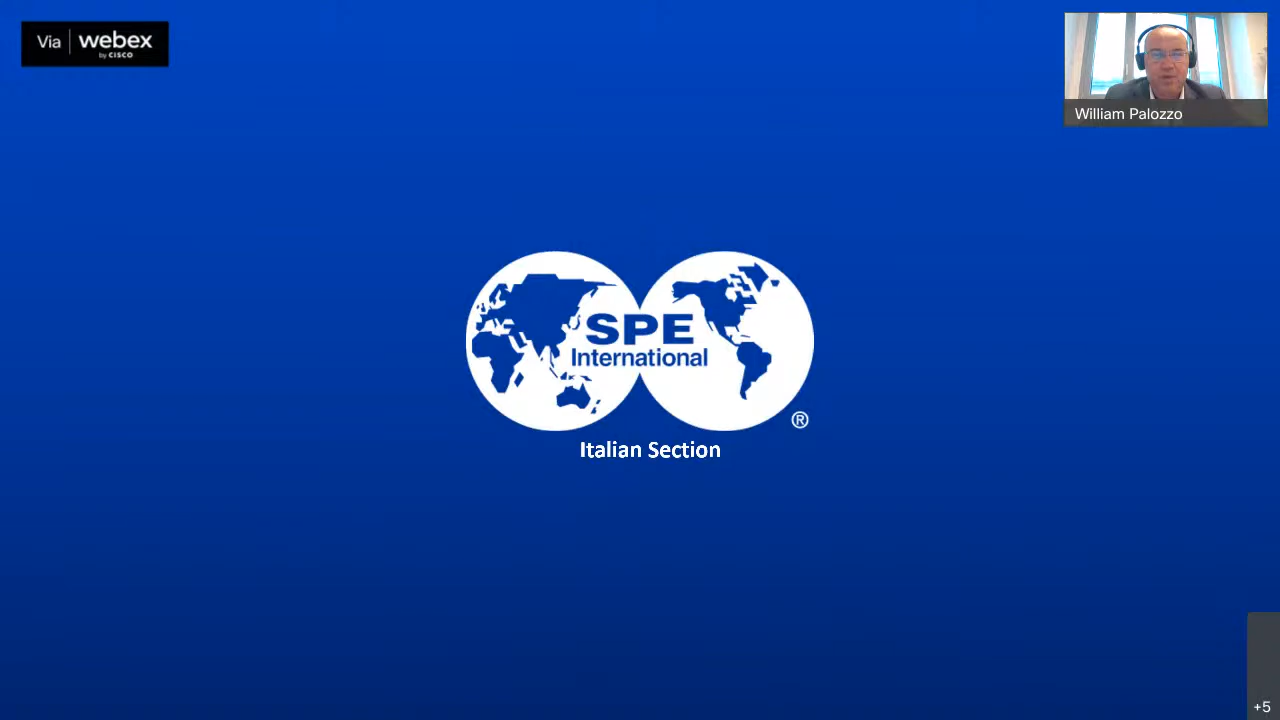 Via webex
by CISCO
William Palozzo
SPE
International
®
Italian Section
+5